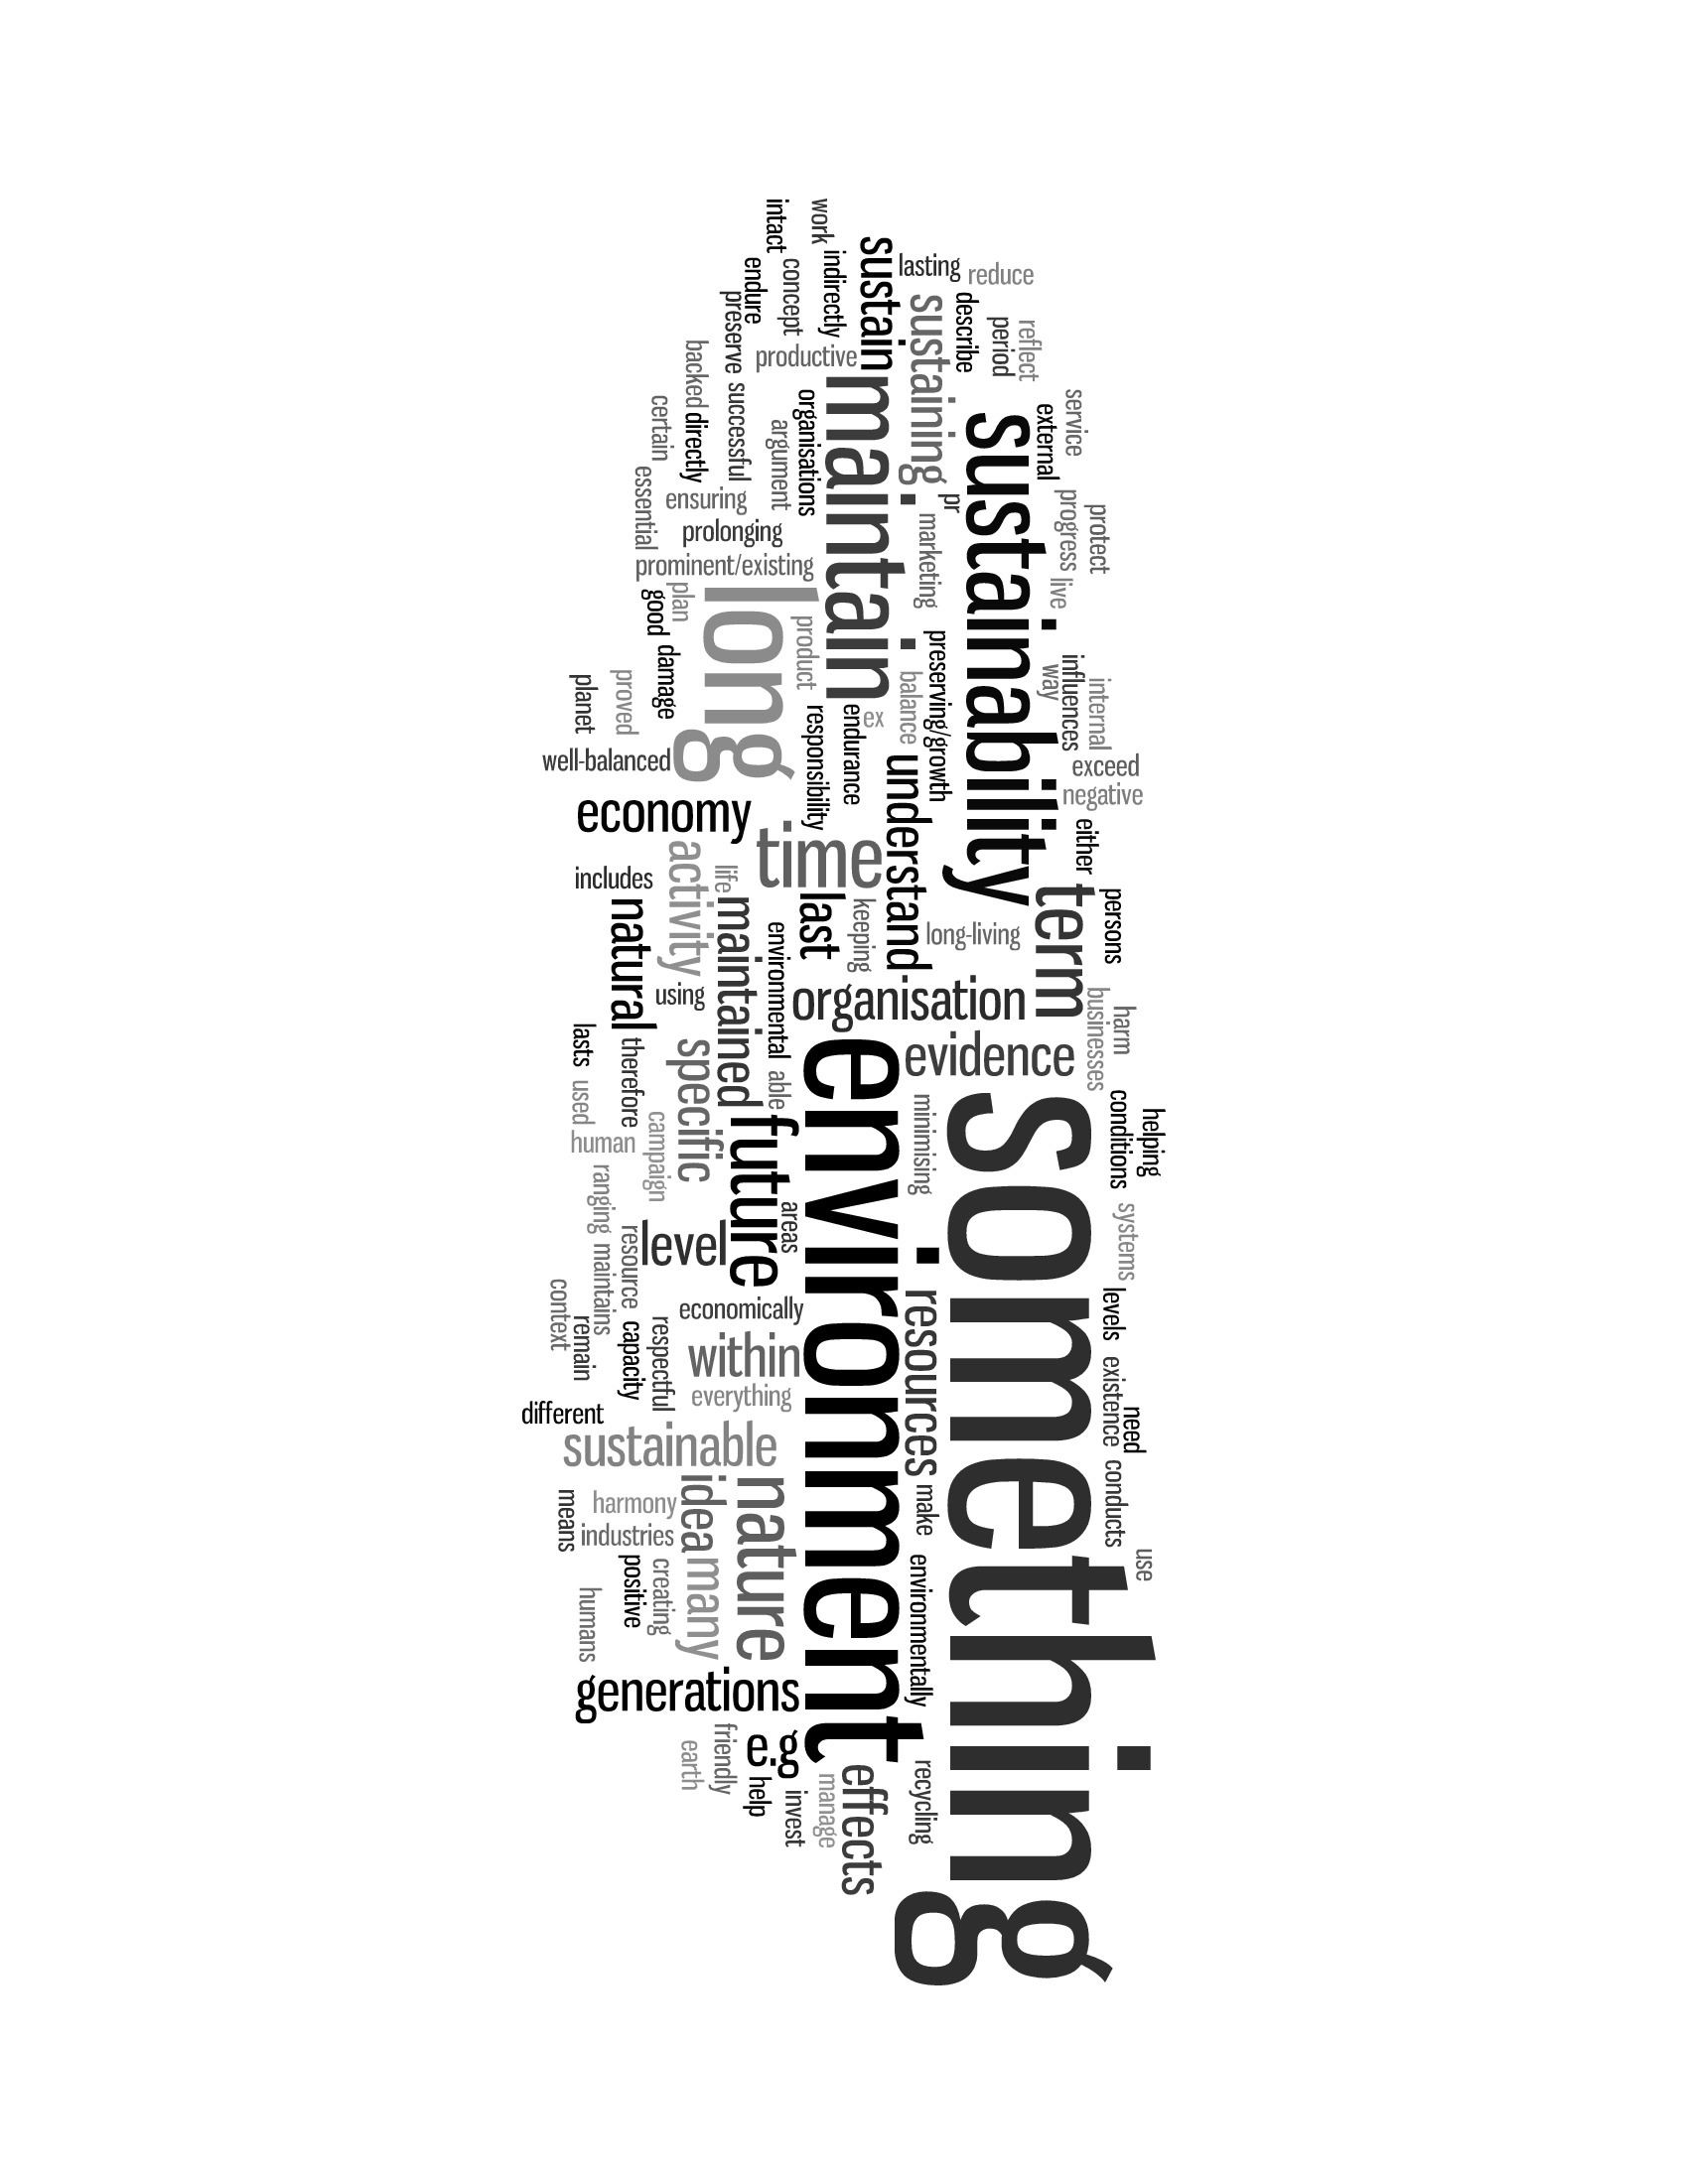 work
intact
sustain
indirectly
endure
concept
lasting
reduce
preserve
sustaining
describe
period
reflect
backed
productive
maintain
successful
organisations
service
certain
directly
argument
external
sustainability
essential
ensuring
pr
progress
protect
prolonging
marketing
prominent/existing
long
plan
good
product
live
preserving/growth
damage
balance
influences
way
internal
planet
proved
responsibility
endurance
ex
well-balanced
understand
exceed
negative
economy
time
either
activity
includes
life
last
term
persons
natural
maintained
keeping
environmental
long-living
using
organisation
businesses
harm
lasts
therefore
specific
environment
evidence
used
able
human
campaign
future
minimising
something
conditions
helping
ranging
areas
systems
resource
level
maintains
context
remain
capacity
respectful
economically
resources
levels
within
existence
everything
different
need
sustainable
conducts
means
harmony
idea
nature
make
industries
use
positive
creating
many
environmentally
humans
generations
friendly
earth
e.g
help
invest
manage
effects
recycling